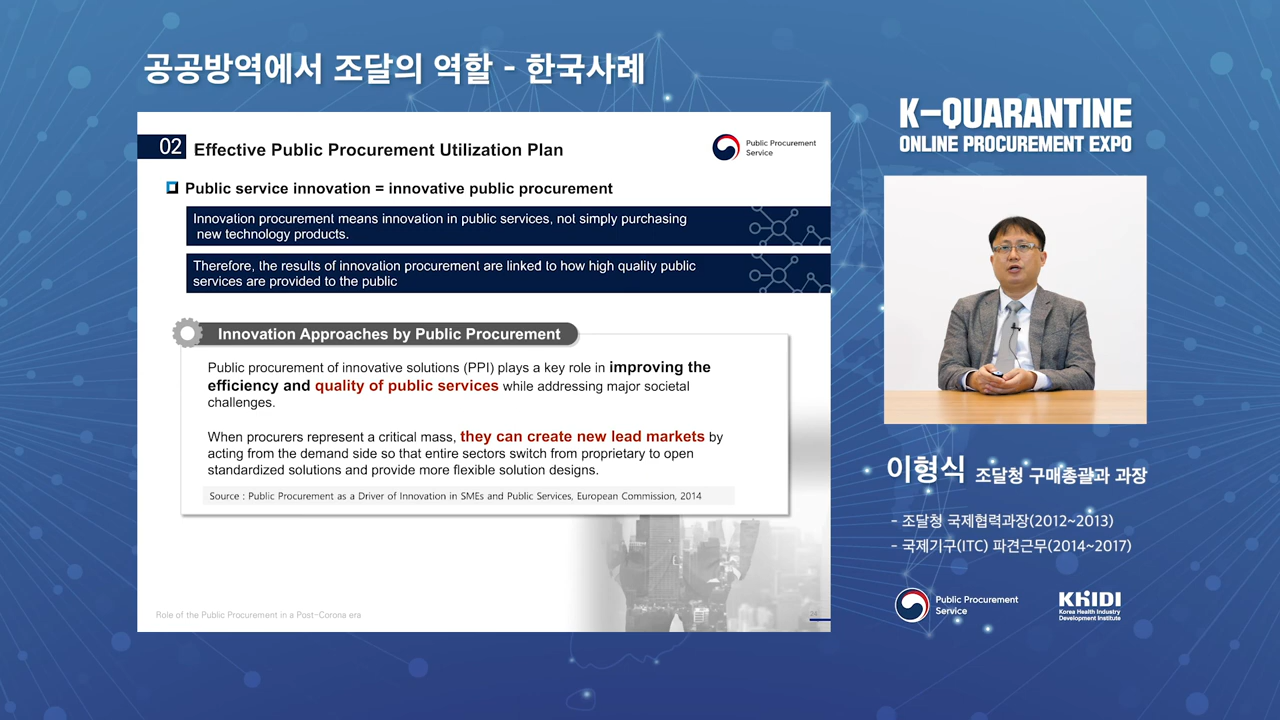 공공방역에서 조달의 역할 - 한국사례
02
Effective Public Procurement Utilization Plan
Public Procurement
Service
Public service innovation = innovative public procurement
Innovation procurement means innovation in public services, not simply purchasing
new technology products.
Therefore, the results of innovation procurement are linked to how high quality public
services are provided to the public
Innovation Approaches by Public Procurement
Public procurement of innovative solutions (PPI) plays a key role in improving the
efficiency and quality of public services while addressing major societal
challenges.
When procurers represent a critical mass, they can create new lead markets by
acting from the demand side so that entire sectors switch from proprietary to open
standardized solutions and provide more flexible solution designs.
Source : Public Procurement as a Driver of Innovation in SMEs and Public Services, European Commission, 2014
Role of the Public Procurement in a Post-Corona era
K-QUARANTINE
ONLINE PROCUREMENT EXPO
이형식 조달청 구매총괄과 과장
- 조달청 국제협력과장(2012~2013)
- 국제기구(ITC) 파견근무(2014~2017)
Public Procurement
Service
KHIDI
Korea Health Industry
Development Institute